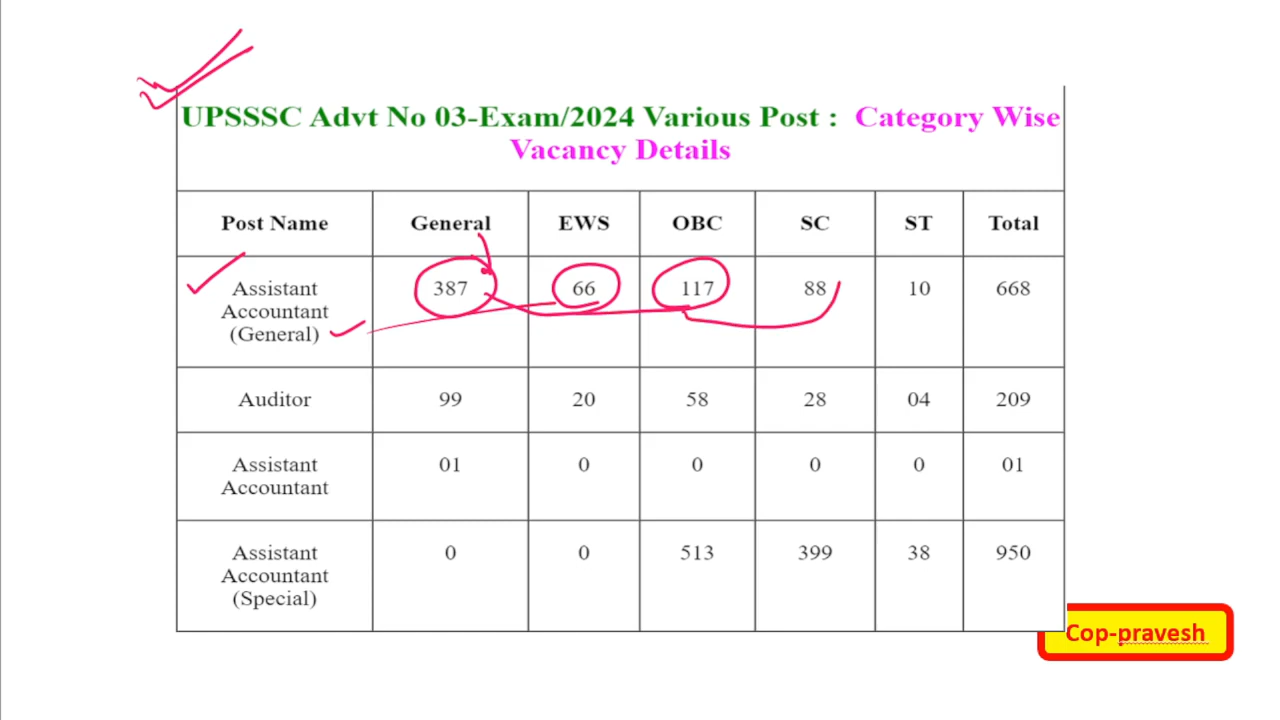 UPSSSC Advt No 03-Exam/2024 Various Post : Category Wise
Vacancy Details
Post Name General EWS OBC SC ST Total
Assistant 387 66 117 88 10 668
Accountant
(General)
Auditor 99 20 58 28 04 209
Assistant 01 0 0 0 0 01
Accountant
Assistant 0 0 513 399 38 950
Accountant
(Special)
Cop-pravesh